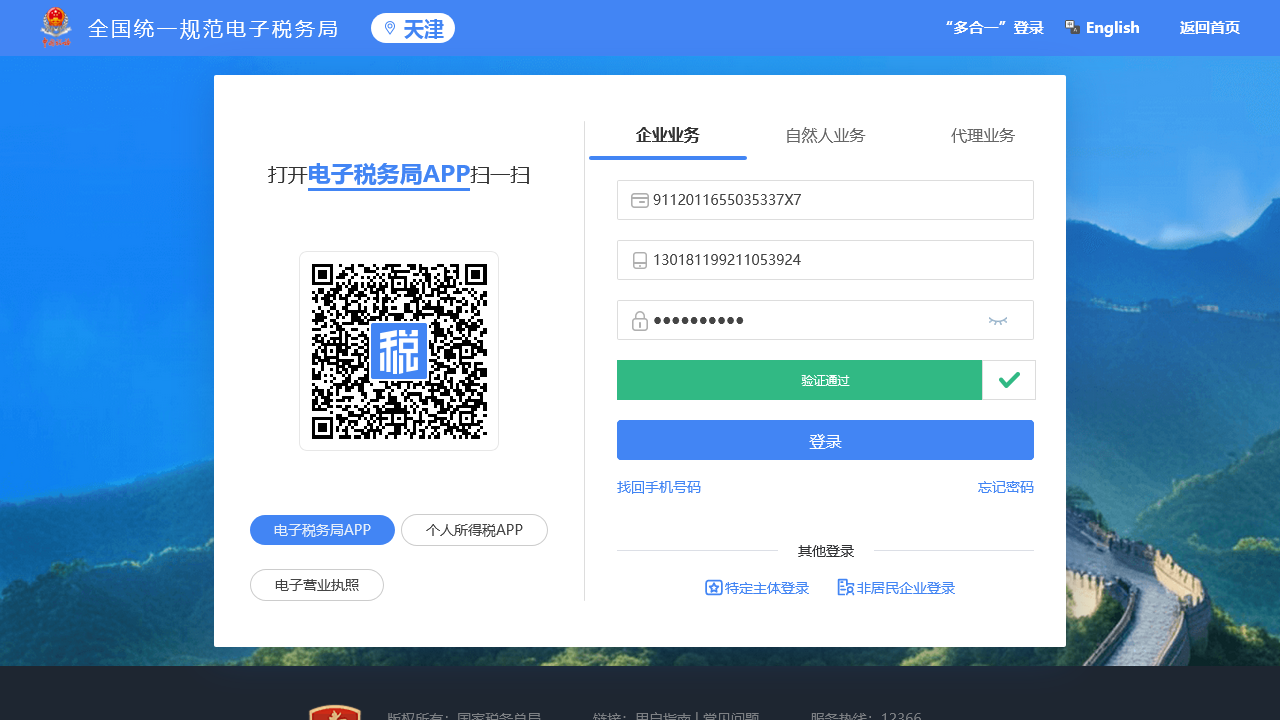 全国统一规范电子税务局
天津
“多合一”登录
English
返回首页
打开电子税务局APP扫一扫
税
电子税务局APP
个人所得税APP
电子营业执照
企业业务
自然人业务
代理业务
9112011655035337X7
130181199211053924
验证通过
登录
找回手机号码
忘记密码
其他登录
特定主体登录
非居民企业登录
版权所有：国家税务总局
链接：用户指南 | 常见问题
服务热线：12366